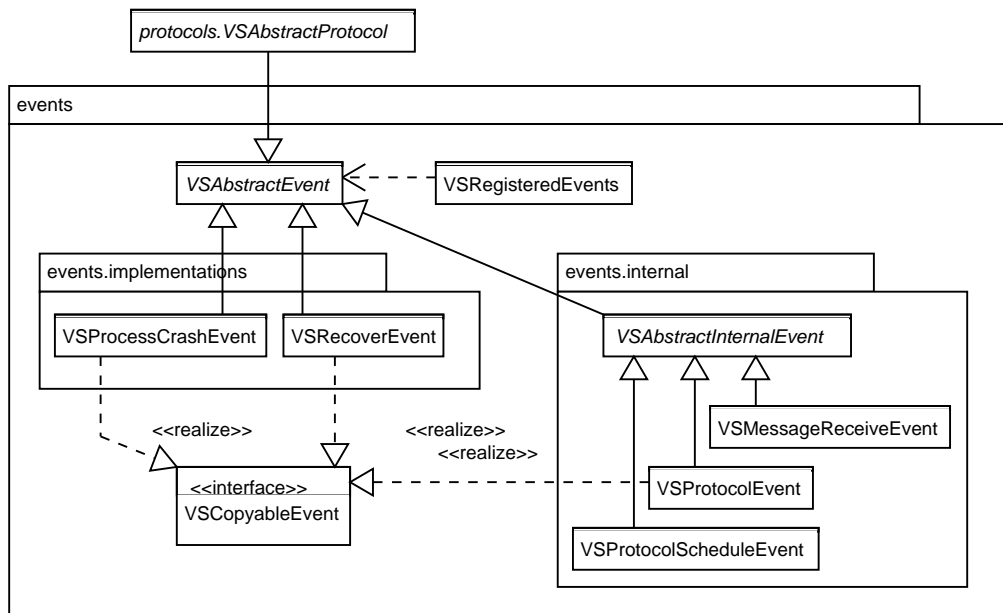 protocols.VSAbstractProtocol
events
VSAbstractEvent
VSRegisteredEvents
events.implementations
events.internal
VSProcessCrashEvent
VSRecoverEvent
VSAbstractInternalEvent
VSMessageReceiveEvent
<<realize>>
<<realize>>
<<realize>>
<<interface>>
VSCopyableEvent
VSProtocolEvent
VSProtocolScheduleEvent